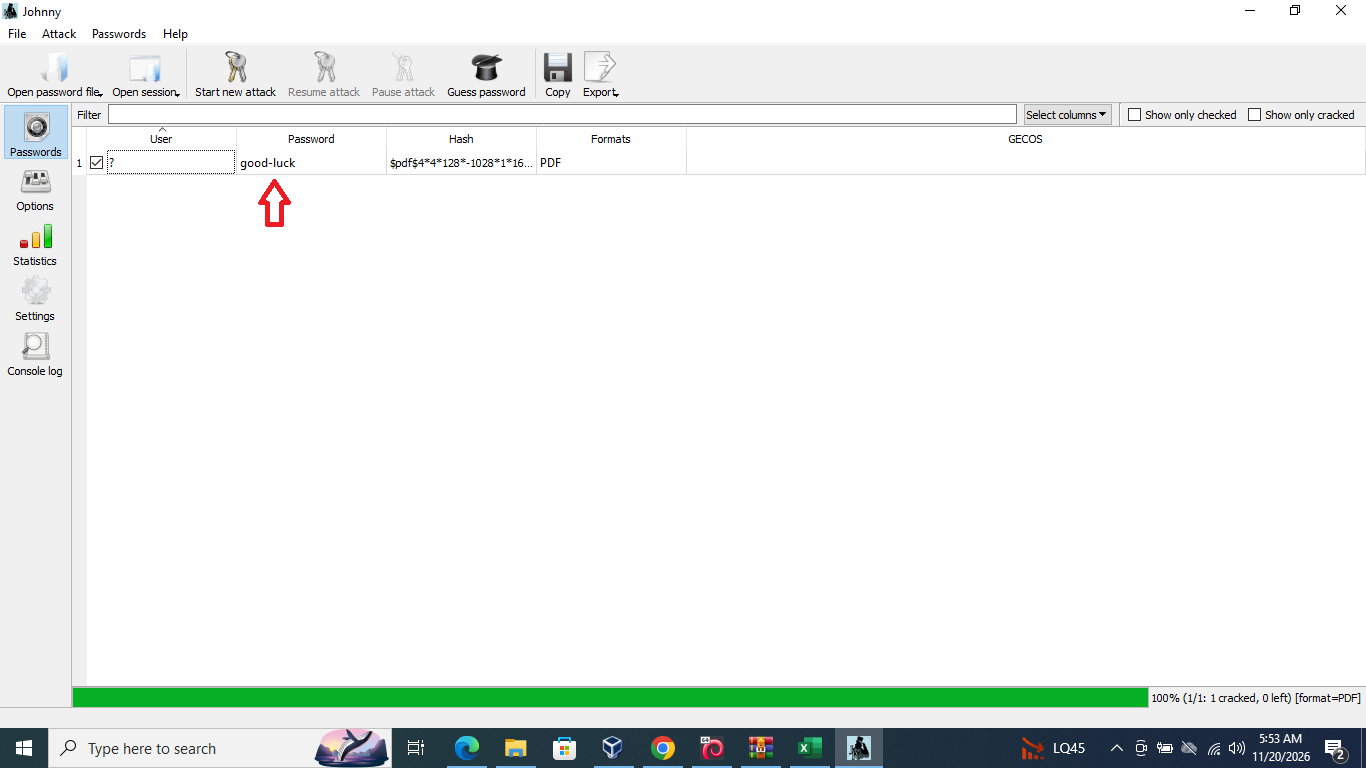 Johnny
File Attack Passwords Help
Open password file Open session Start new attack Resume attack Pause attack Guess password Copy Export
Filter Select columns Show only checked Show only cracked
Passwords
Options
Statistics
Settings
Console log
User Password Hash Formats GECOS
1 ? good-luck $pdf$4*4*128*-1028*1*16... PDF
100% (1/1: 1 cracked, 0 left) [format=PDF]
Type here to search
LQ45
5:53 AM
11/20/2026
2